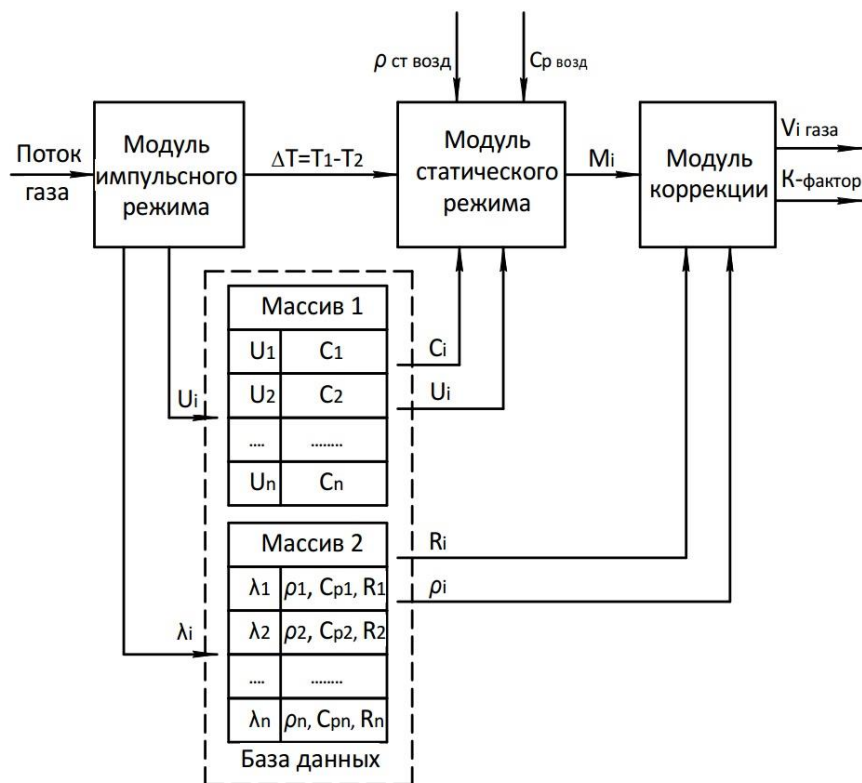 ρ ст возд
Cp возд
Поток
газа
Модуль
импульсного
режима
ΔT=T1-T2
Модуль
статического
режима
Mi
Модуль
коррекции
Vi газа
К-фактор
Массив 1
U1 C1
U2 C2
.... ........
Un Cn
Ui
Ci
Ui
Массив 2
λ1 ρ1, Cp1, R1
λ2 ρ2, Cp2, R2
.... ........
λn ρn, Cpn, Rn
λi
Ri
ρi
База данных